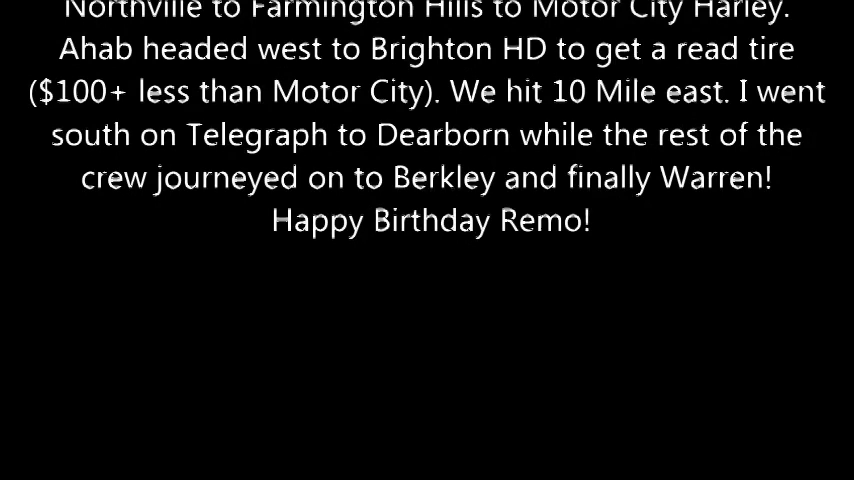 Northville to Farmington Hills to Motor City Harley.
Ahab headed west to Brighton HD to get a read tire
($100+ less than Motor City). We hit 10 Mile east. I went
south on Telegraph to Dearborn while the rest of the
crew journeyed on to Berkley and finally Warren!
Happy Birthday Remo!